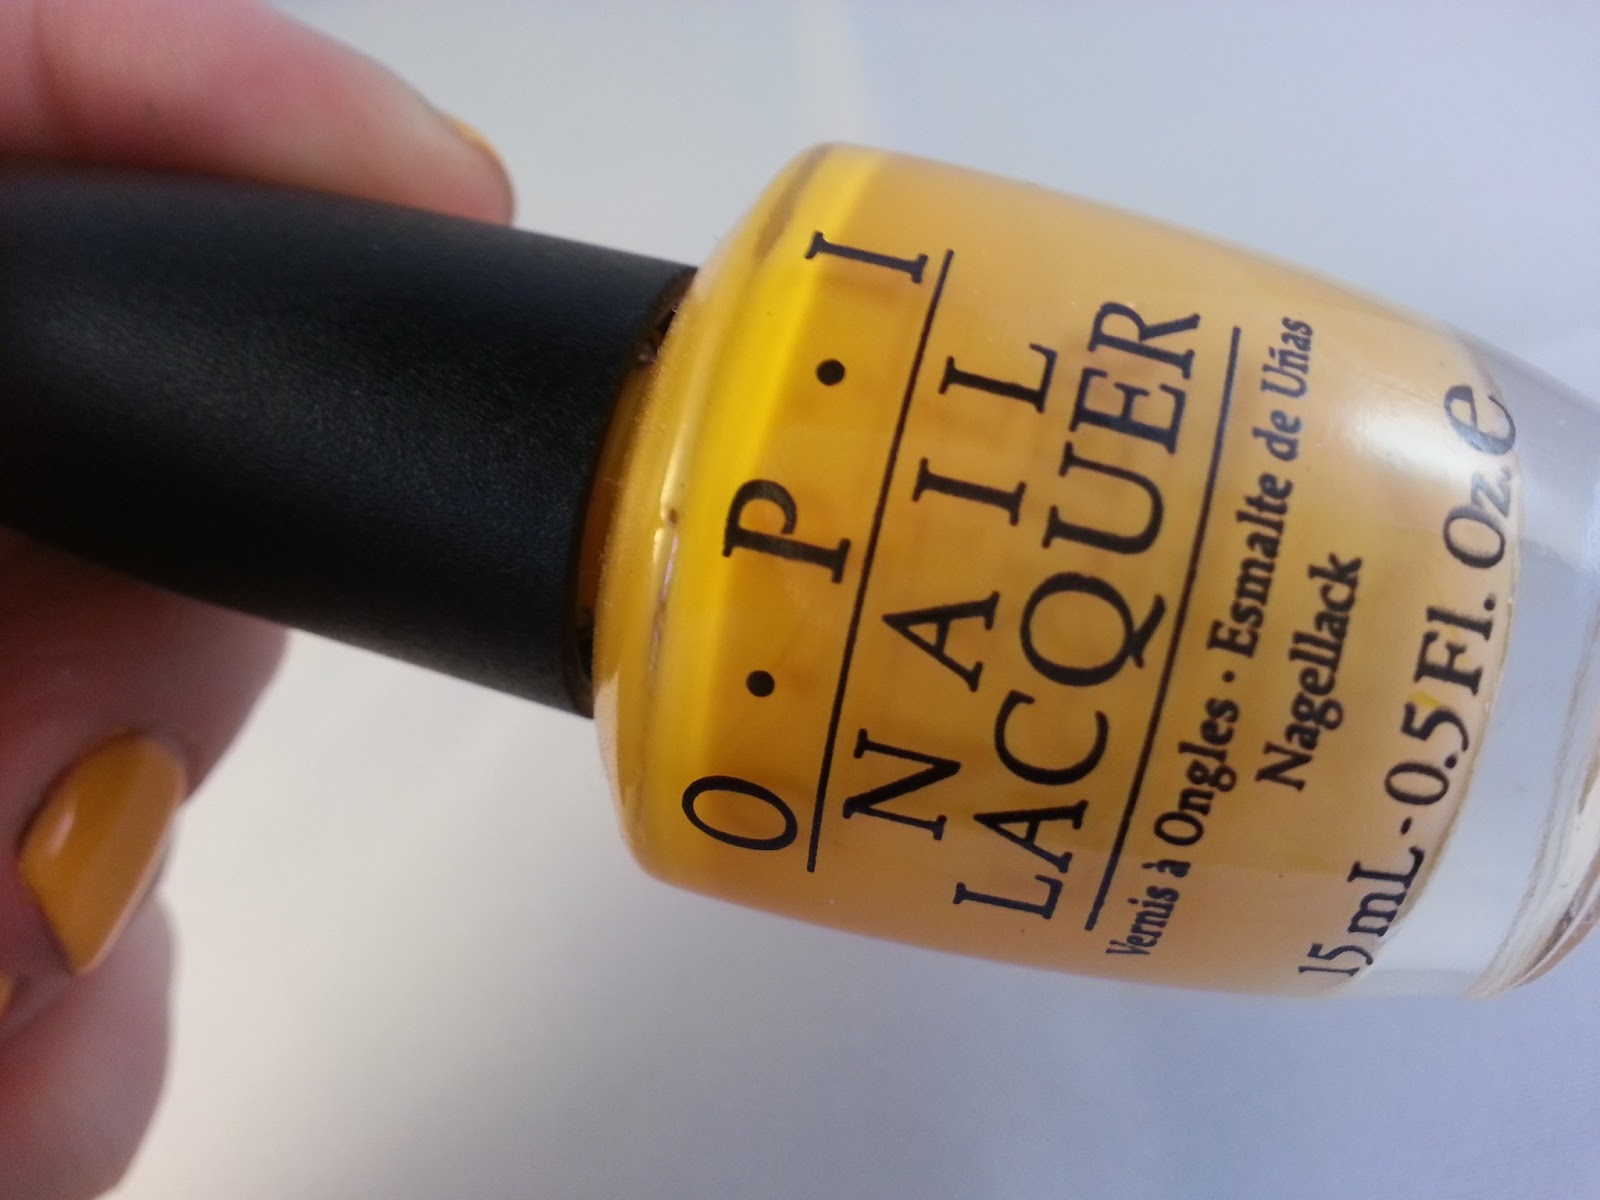 O·P·I
NAIL
LACQUER
Vernis à Ongles · Esmalte de Uñas
Nagellack
15 mL - 0.5 Fl. Oz. e